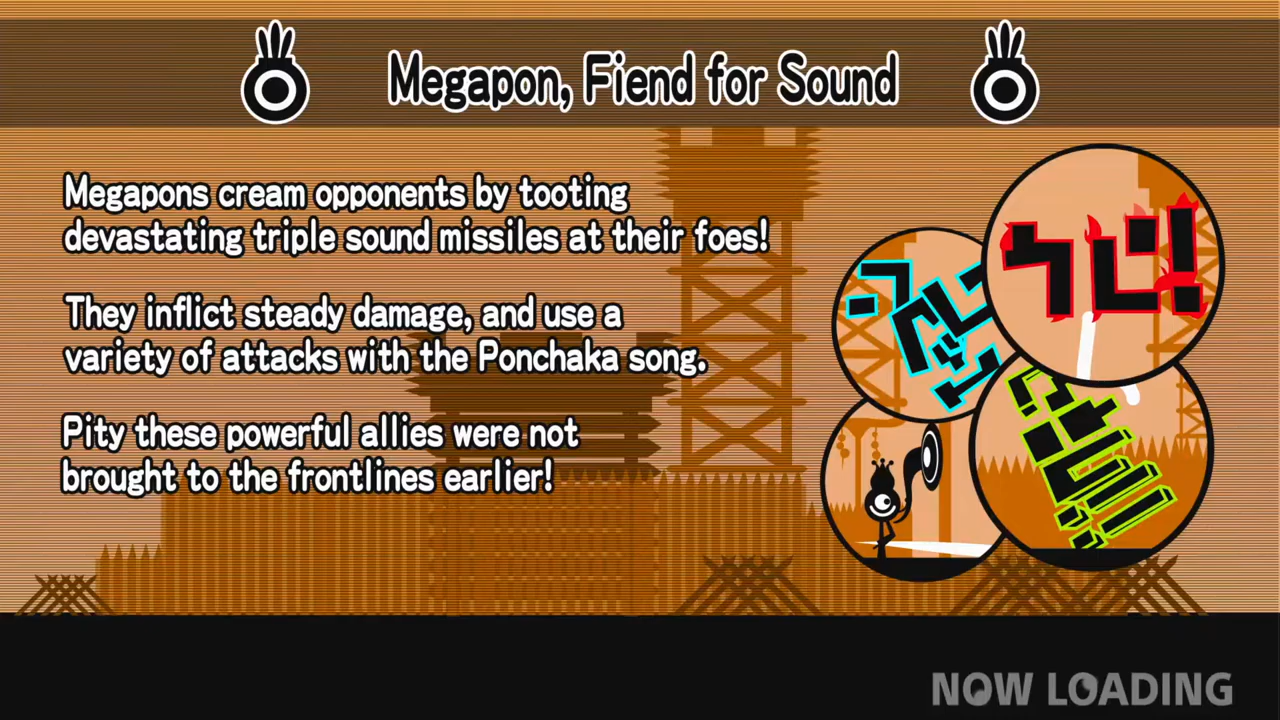 Megapon, Fiend for Sound
Megapons cream opponents by tooting
devastating triple sound missiles at their foes!
They inflict steady damage, and use a
variety of attacks with the Ponchaka song.
Pity these powerful allies were not
brought to the frontlines earlier!
NOW LOADING